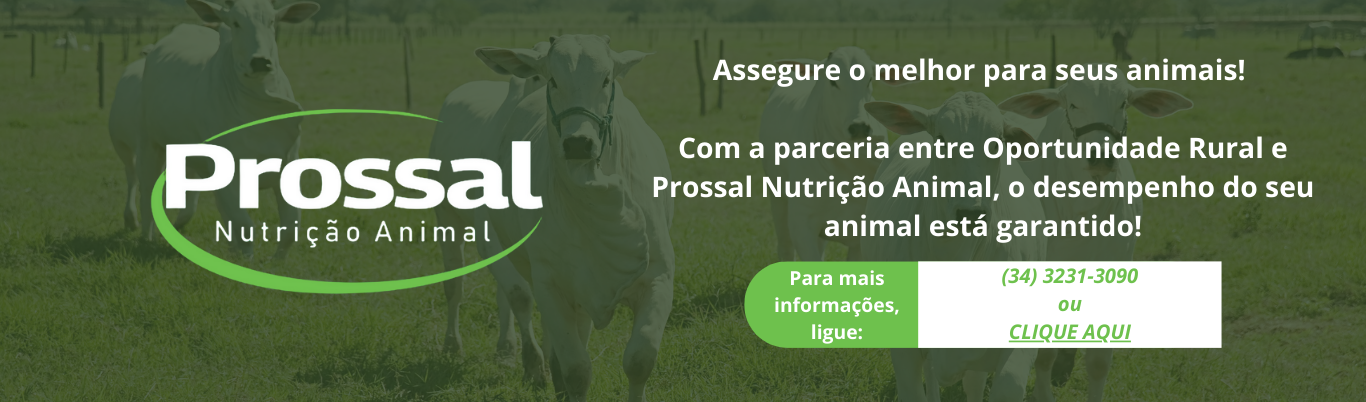 Prossal
Nutrição Animal
Assegure o melhor para seus animais!
Com a parceria entre Oportunidade Rural e
Prossal Nutrição Animal, o desempenho do seu
animal está garantido!
Para mais
informações,
ligue:
(34) 3231-3090
ou
CLIQUE AQUI